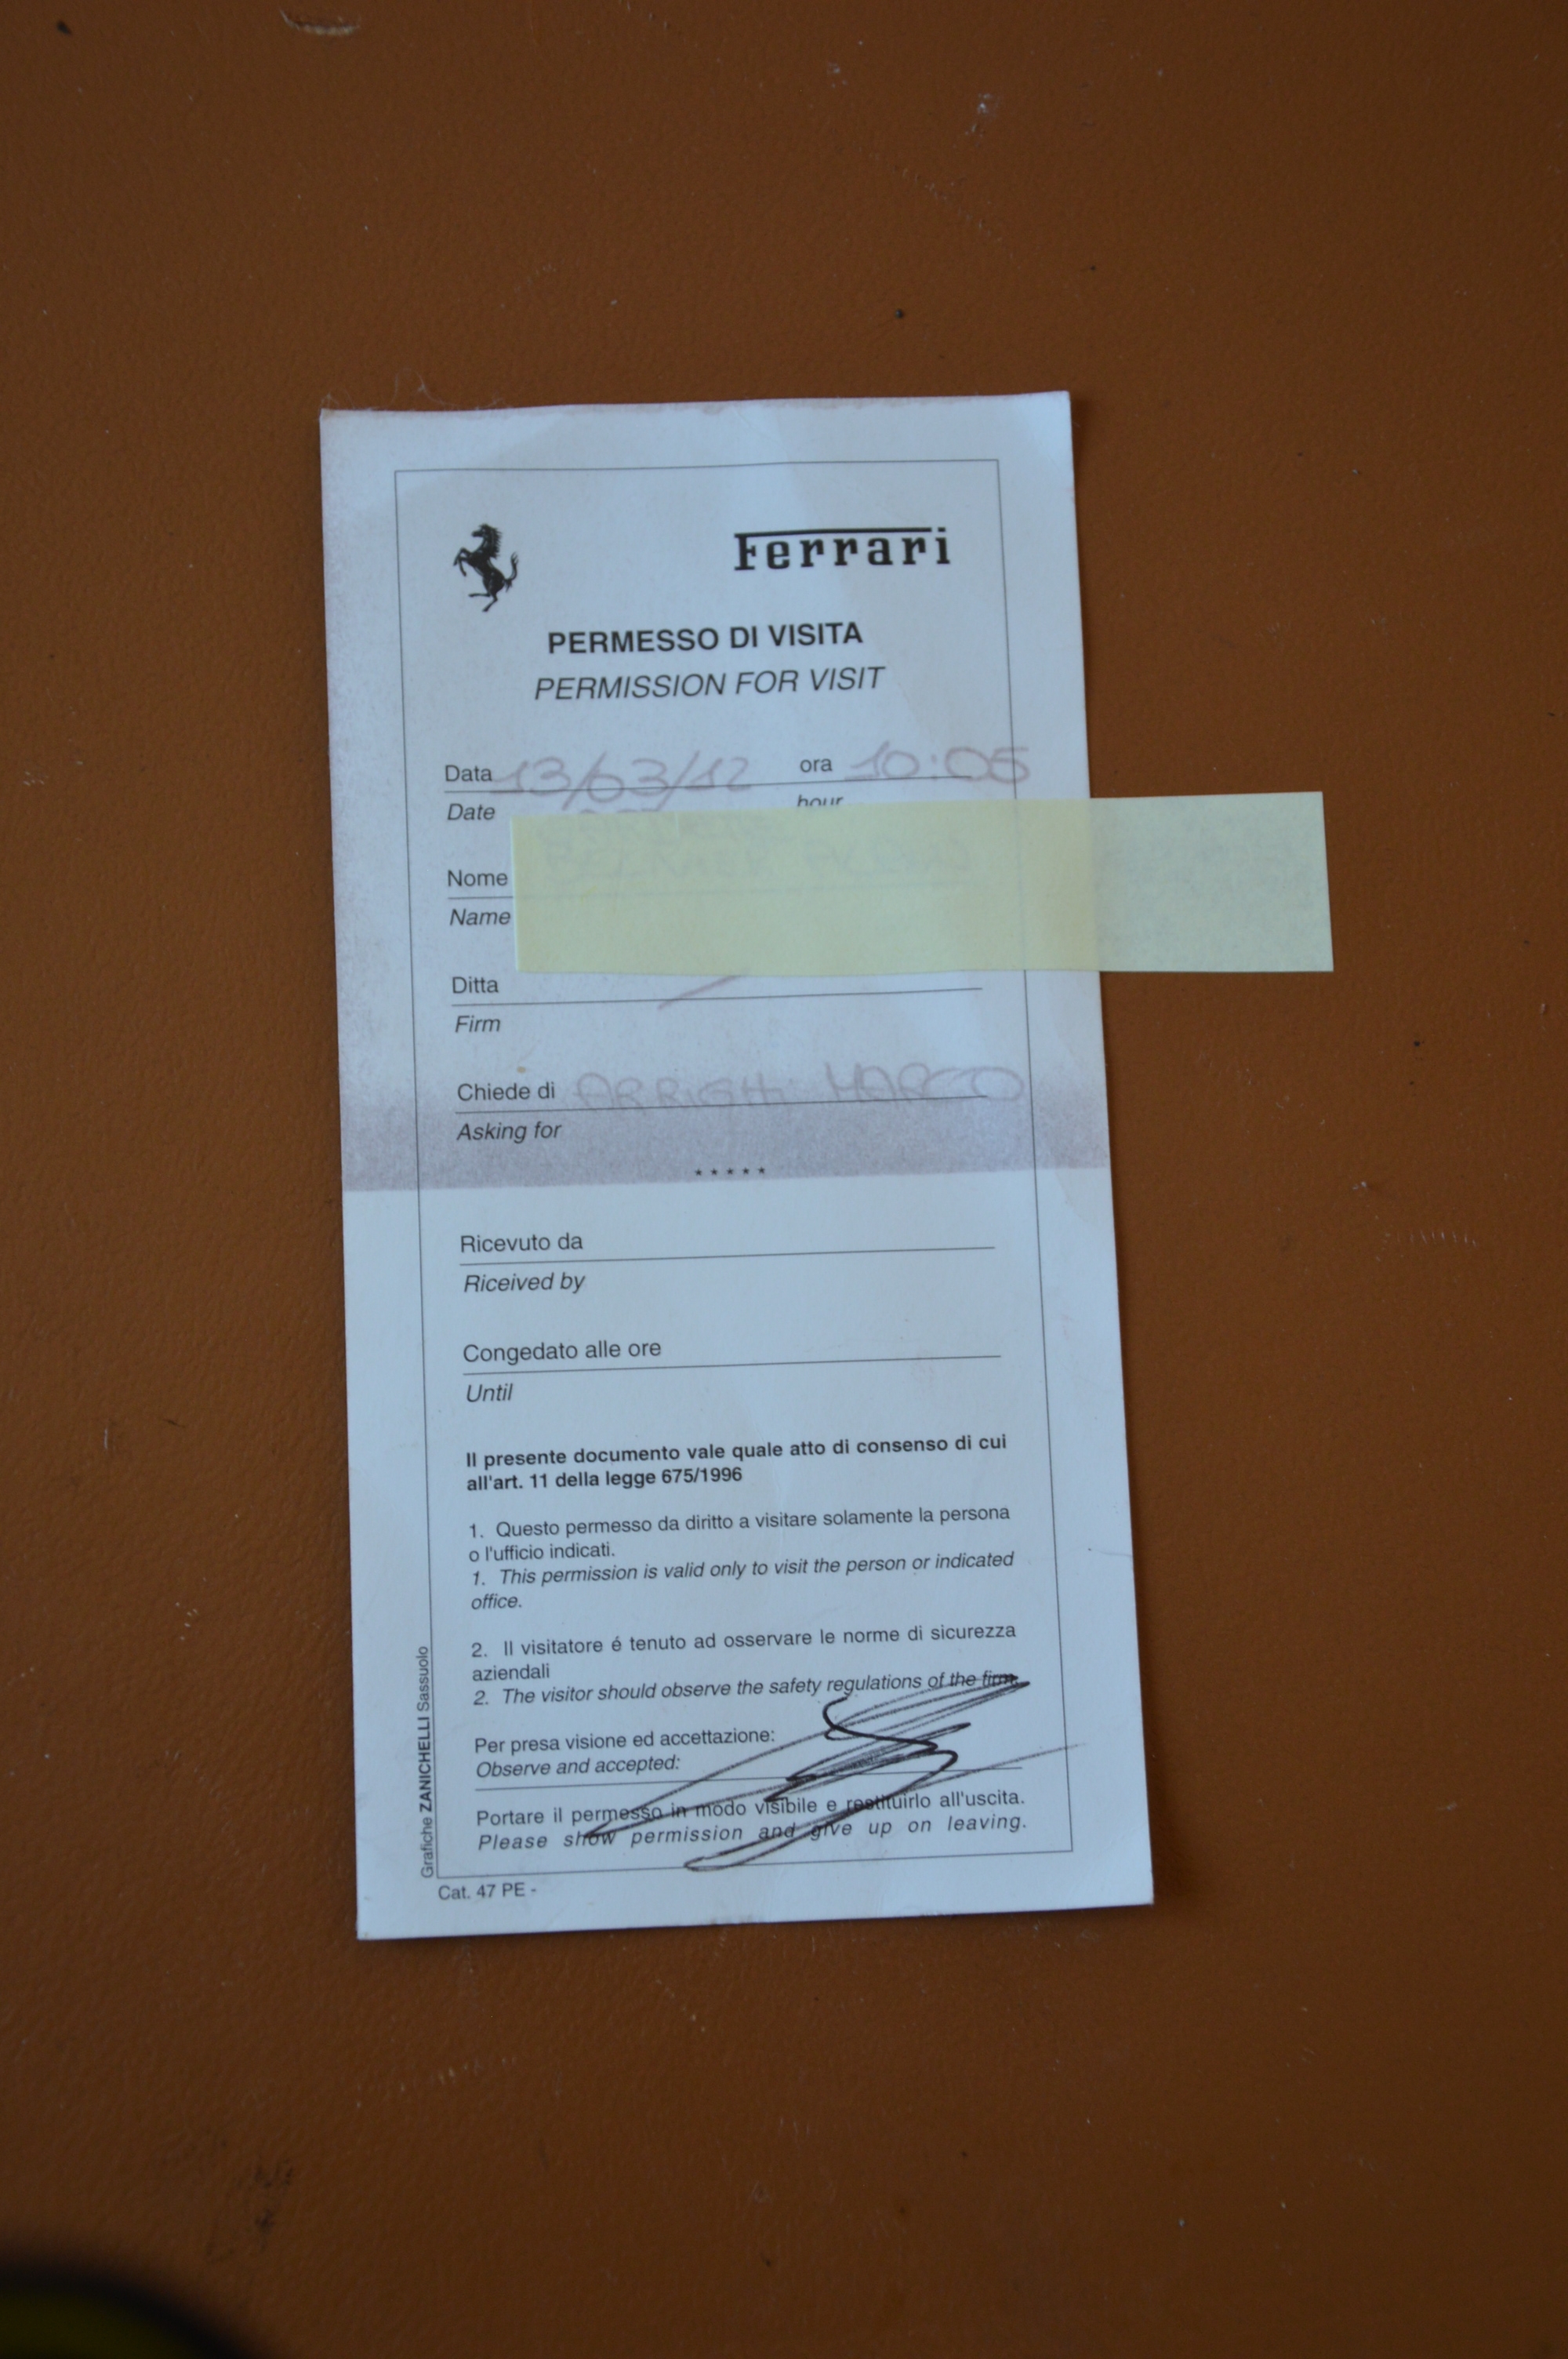 Ferrari
PERMESSO DI VISITA
PERMISSION FOR VISIT
Data 13/03/12 ora 10:05
Date hour
Nome
Name
Ditta
Firm
Chiede di ARRIGHI MARCO
Asking for
*****
Ricevuto da
Riceived by
Congedato alle ore
Until
Il presente documento vale quale atto di consenso di cui
all'art. 11 della legge 675/1996
1. Questo permesso da diritto a visitare solamente la persona
o l'ufficio indicati.
1. This permission is valid only to visit the person or indicated
office.
2. Il visitatore é tenuto ad osservare le norme di sicurezza
aziendali
2. The visitor should observe the safety regulations of the firm.
Per presa visione ed accettazione:
Observe and accepted:
Portare il permesso in modo visibile e restituirlo all'uscita.
Please show permission and give up on leaving.
Cat. 47 PE -
Grafiche ZANICHELLI Sassuolo